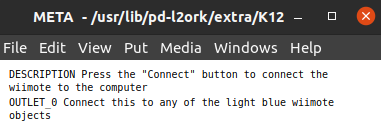 META - /usr/lib/pd-l2ork/extra/K12
File Edit View Put Media Windows Help
DESCRIPTION Press the "Connect" button to connect the
wiimote to the computer
OUTLET_0 Connect this to any of the light blue wiimote
objects